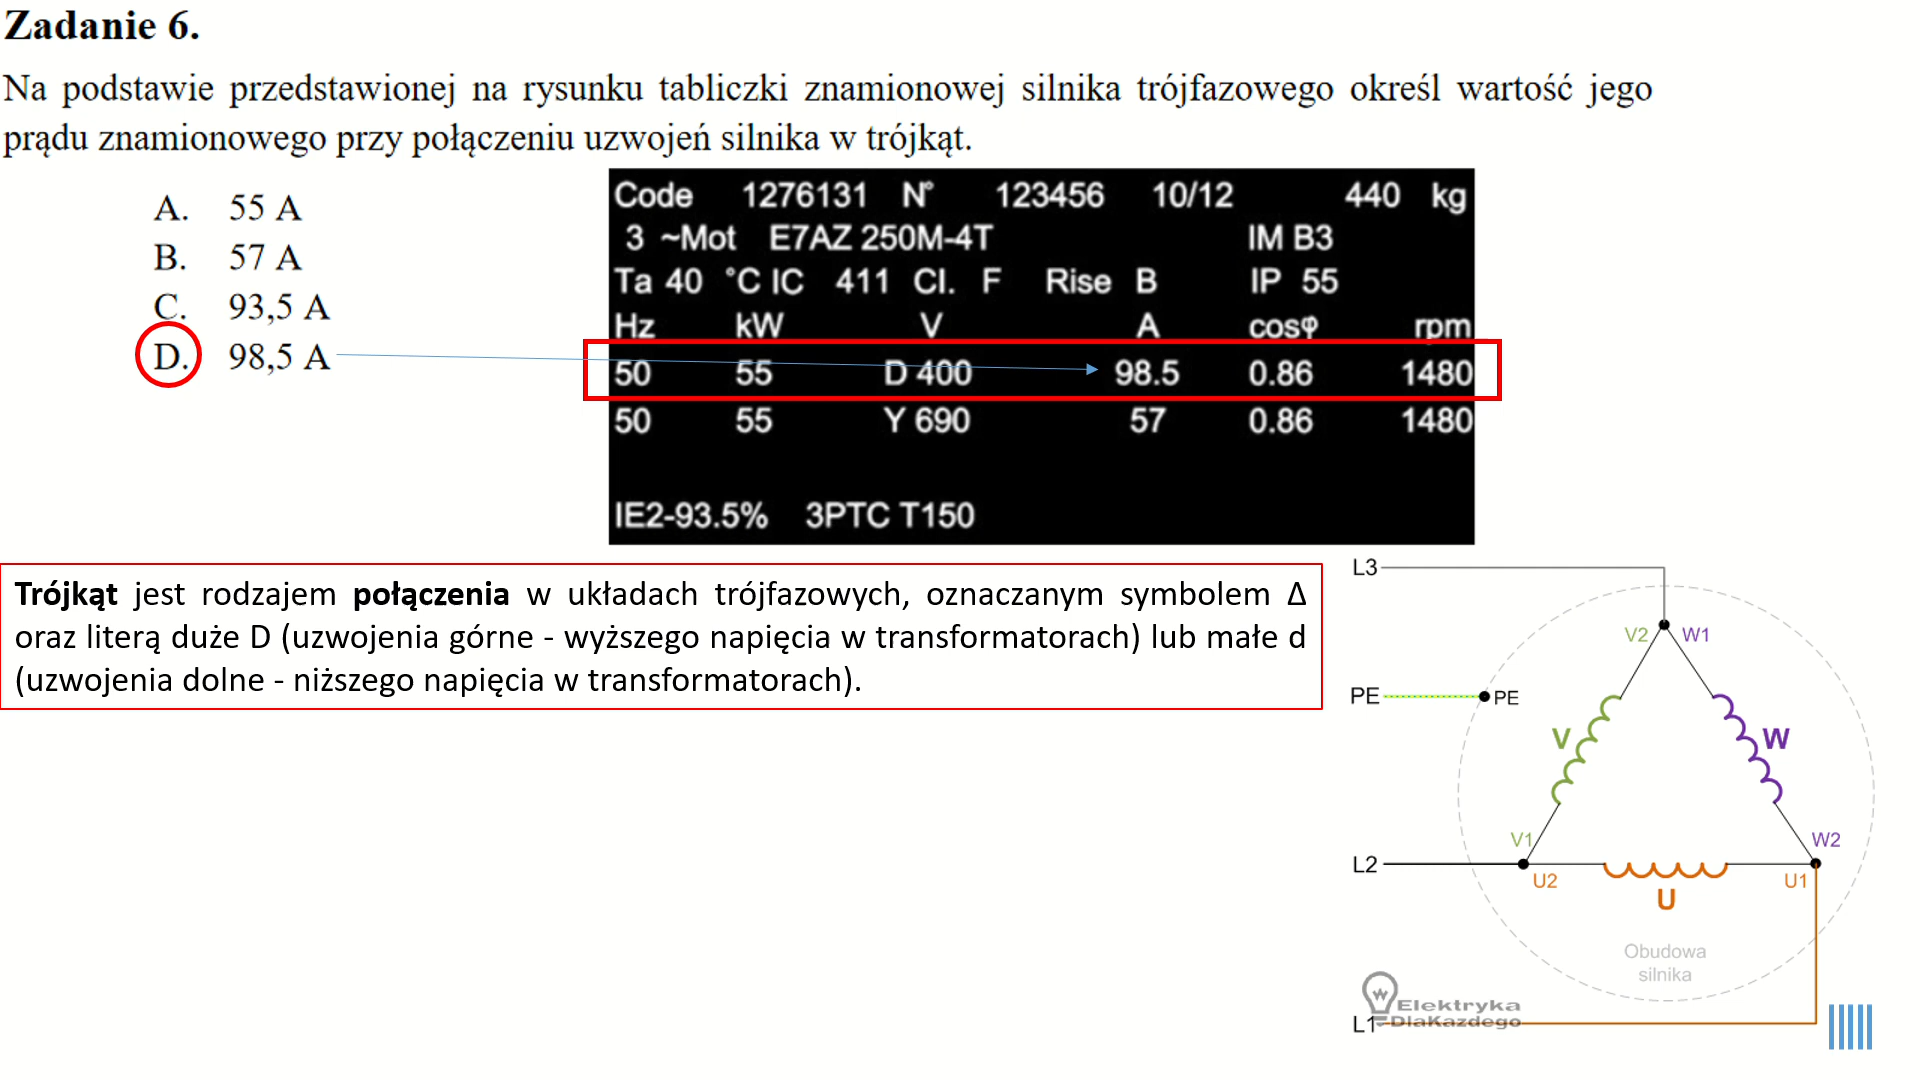 Zadanie 6.
Na podstawie przedstawionej na rysunku tabliczki znamionowej silnika trójfazowego określ wartość jego
prądu znamionowego przy połączeniu uzwojeń silnika w trójkąt.
A. 55 A
B. 57 A
C. 93,5 A
D. 98,5 A
Code 1276131 N° 123456 10/12 440 kg
3 ~Mot E7AZ 250M-4T IM B3
Ta 40 °C IC 411 Cl. F Rise B IP 55
Hz kW V A cosφ rpm
50 55 D 400 98.5 0.86 1480
50 55 Y 690 57 0.86 1480
IE2-93.5% 3PTC T150
Trójkąt jest rodzajem połączenia w układach trójfazowych, oznaczanym symbolem Δ
oraz literą duże D (uzwojenia górne - wyższego napięcia w transformatorach) lub małe d
(uzwojenia dolne - niższego napięcia w transformatorach).
L3
V2 W1
PE PE
V W
V1 W2
L2
U2 U1
U
Obudowa
silnika
Elektryka
DlaKazdego
L1